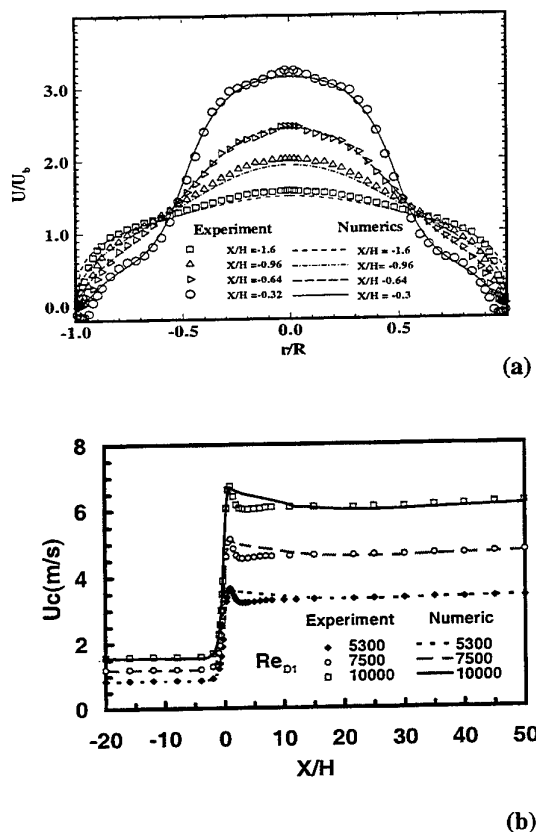 3.0
2.0
1.0
0.0
U/U_b
Experiment Numerics
X/H =-1.6 X/H =-1.6
X/H =-0.96 X/H= -0.96
X/H =-0.64 X/H -0.64
X/H =-0.32 X/H =-0.3
-1.0 -0.5 0.0 0.5
r/R
(a)
8
6
4
2
0
Uc(m/s)
Experiment Numeric
Re_D1
5300 5300
7500 7500
10000 10000
-20 -10 0 10 20 30 40 50
X/H
(b)